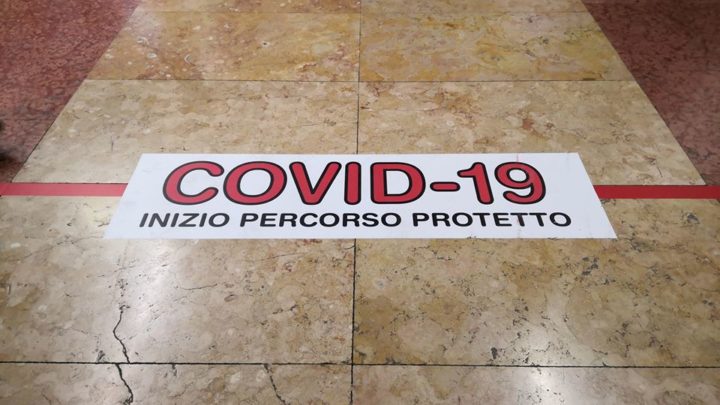 COVID-19
INIZIO PERCORSO PROTETTO